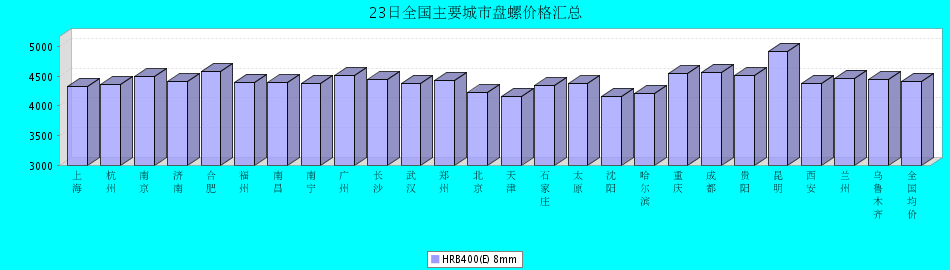 23日全国主要城市盘螺价格汇总
5000
4500
4000
3500
3000
上海
杭州
南京
济南
合肥
福州
南昌
南宁
广州
长沙
武汉
郑州
北京
天津
石家庄
太原
沈阳
哈尔滨
重庆
成都
贵阳
昆明
西安
兰州
乌鲁木齐
全国均价
HRB400(E) 8mm